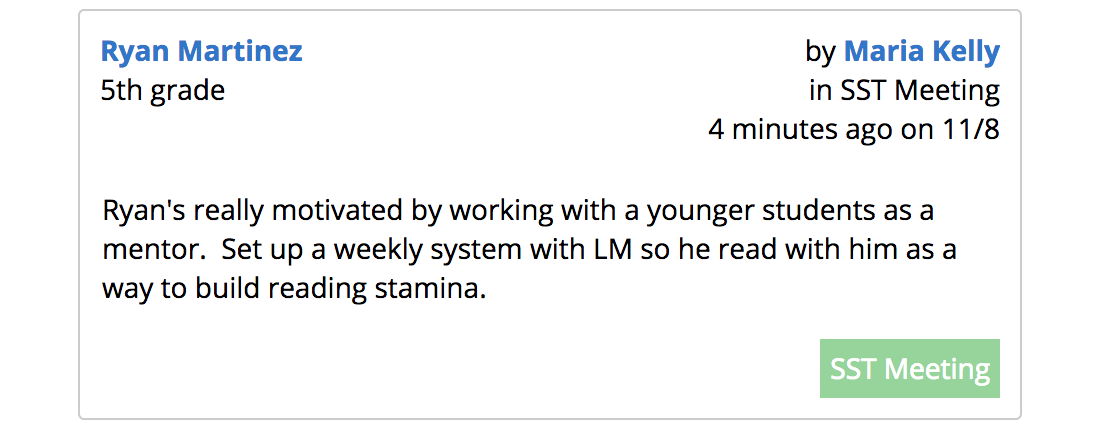 Ryan Martinez
5th grade
by Maria Kelly
in SST Meeting
4 minutes ago on 11/8
Ryan's really motivated by working with a younger students as a
mentor.  Set up a weekly system with LM so he read with him as a
way to build reading stamina.
SST Meeting